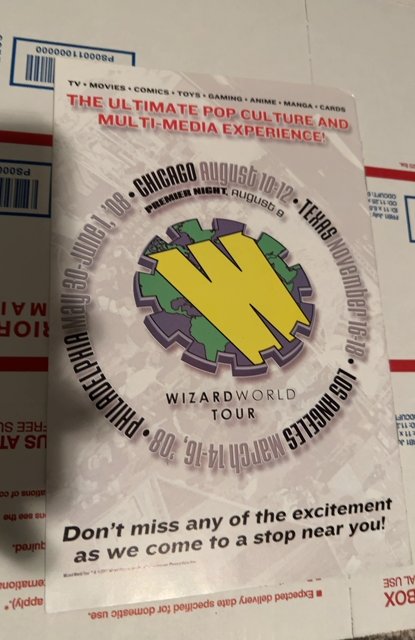 TV • MOVIES • COMICS • TOYS • GAMING • ANIME • MANGA • CARDS
THE ULTIMATE POP CULTURE AND
MULTI-MEDIA EXPERIENCE!
CHICAGO August 10-12 •
PREMIER NIGHT, August 9
TEXAS November 16-18 •
LOS ANGELES March 14-16, '08 •
PHILADELPHIA May 30-June 1, '08 •
W
WIZARDWORLD
TOUR
Don't miss any of the excitement
as we come to a stop near you!
PS00011000000
■ Expected delivery date specified for domestic use.